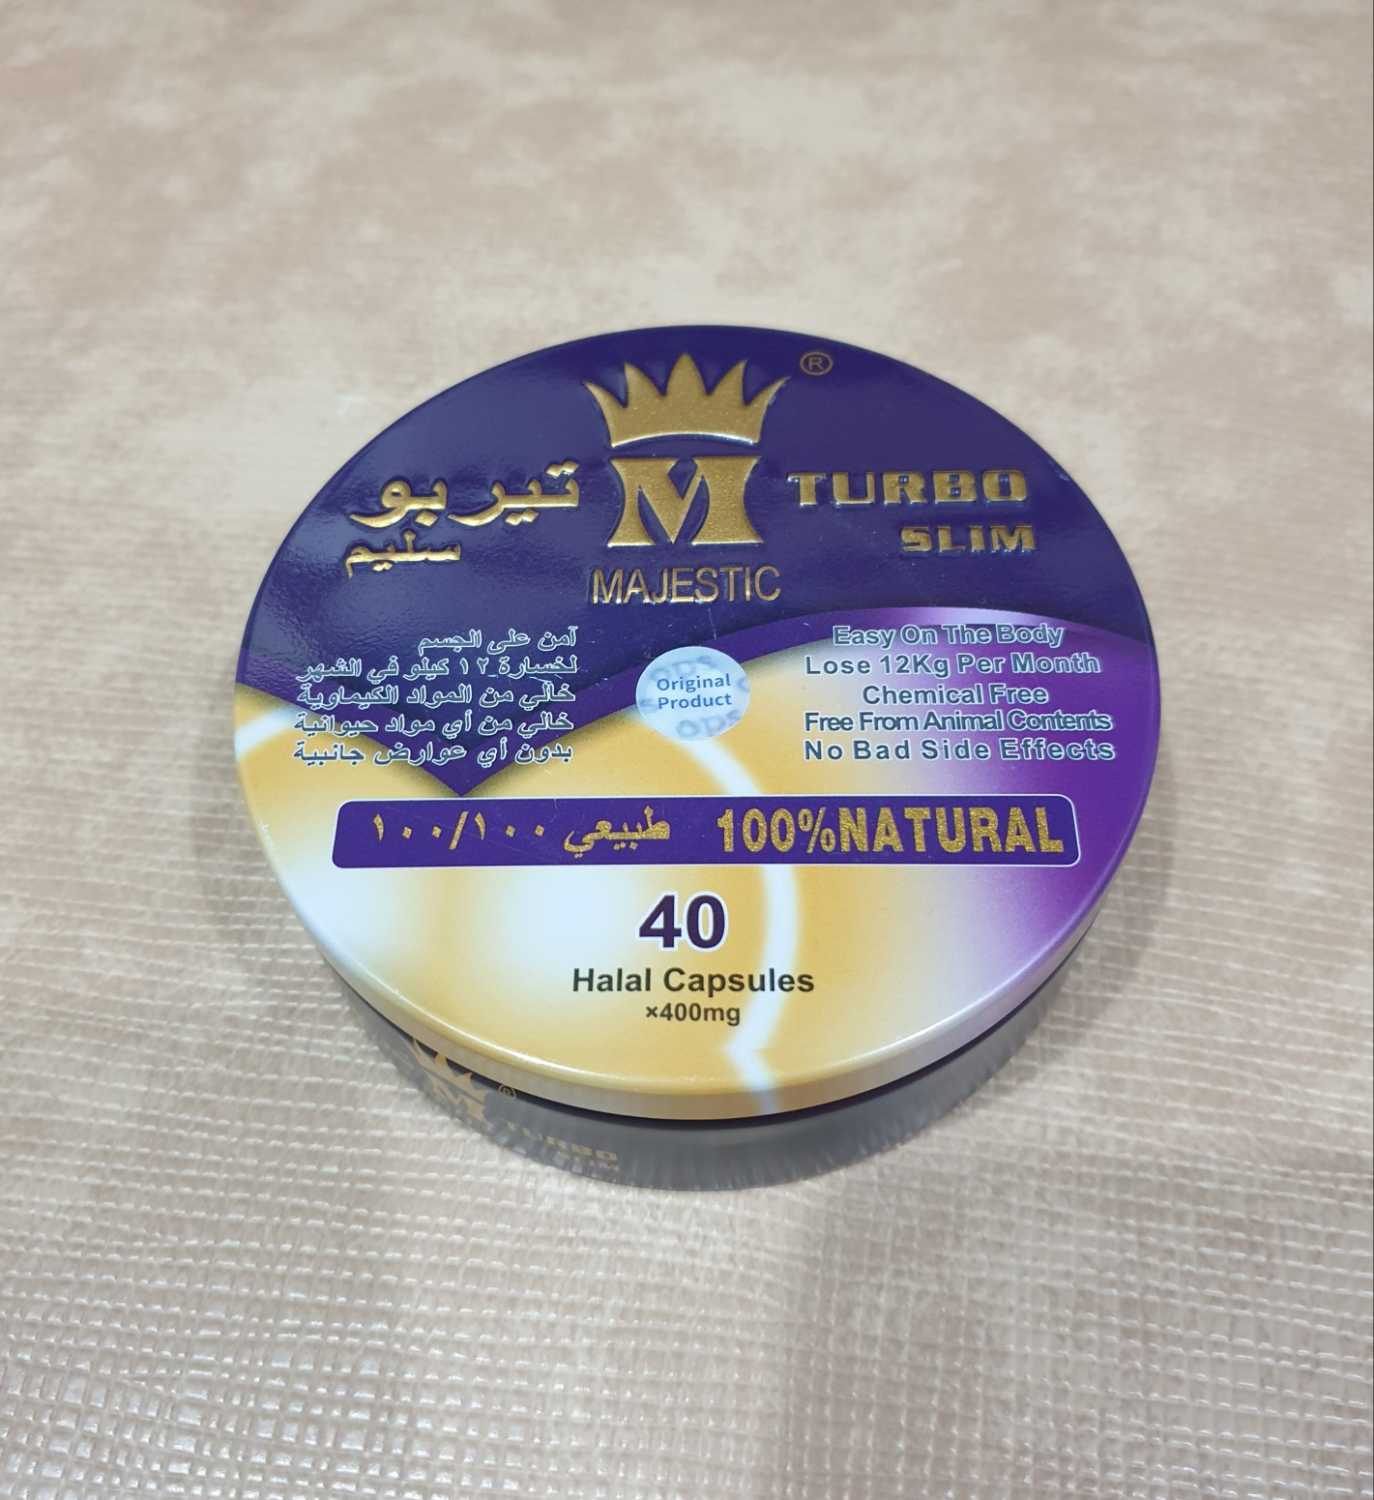 ®
تيربو
سليم
M
MAJESTIC
TURBO
SLIM
آمن على الجسم
لخسارة ١٢ كيلو في الشهر
خالي من المواد الكيماوية
خالي من أي مواد حيوانية
بدون أي عوارض جانبية
Original
Product
Easy On The Body
Lose 12Kg Per Month
Chemical Free
Free From Animal Contents
No Bad Side Effects
١٠٠/١٠٠ طبيعي
100%NATURAL
40
Halal Capsules
×400mg
M ®
TURBO
SLIM